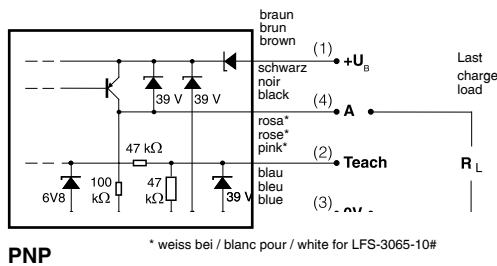 braun
brun
brown
(1)
+U
B
schwarz
noir
black
Last
charge
load
39 V
39 V
(4)
A
rosa*
rose*
pink*
47 kΩ
(2)
Teach
R L
blau
bleu
blue
6V8
100
kΩ
47
kΩ
39 V
(3)
0V
* weiss bei / blanc pour / white for LFS-3065-10#
PNP